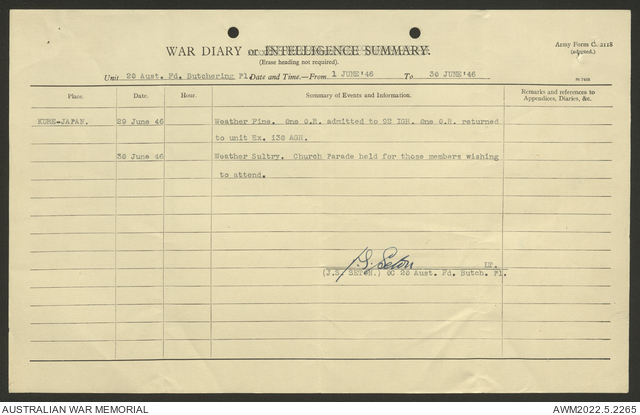 Army Form C. 2118
(adapted).
WAR DIARY or INTELLIGENCE SUMMARY.
(Erase heading not required).
Unit 20 Aust. Fd. Butchering Pl. Date and Time.—From 1 JUNE'46 To 30 JUNE'46
Place. Date. Hour. Summary of Events and Information. Remarks and references to
Appendices, Diaries, &c.
KURE-JAPAN. 29 June 46 Weather Fine. One O.R. admitted to 92 IGH. One O.R. returned
to unit Ex. 130 AGH.
30 June 46 Weather Sultry. Church Parade held for those members wishing
to attend.
J.S. Seton LT.
SETON.) OC 20 Aust. Fd. Butch. Pl.
AUSTRALIAN WAR MEMORIAL AWM2022.5.2265